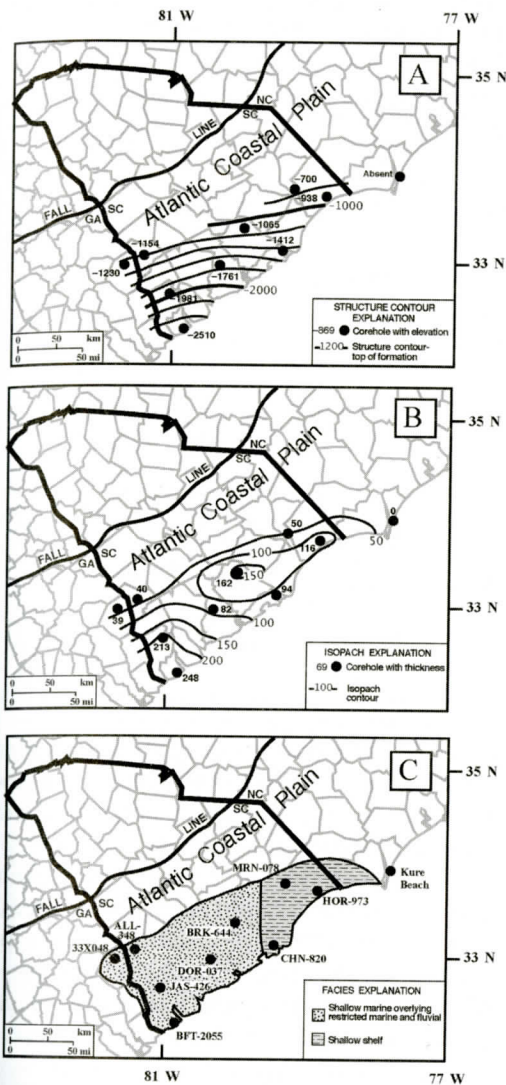 81 W
77 W
A
35 N
NC
SC
Atlantic Coastal Plain
LINE
FALL
SC
GA
Absent
-700
-938
-1000
-1065
-1154
-1412
-1230
-1761
33 N
-1981
-2000
-2510
0 50
km
0 50 mi
STRUCTURE CONTOUR
EXPLANATION
-869 Corehole with elevation
-1200- Structure contour-
top of formation
B
35 N
NC
SC
Atlantic Coastal Plain
LINE
FALL
SC
GA
0
50
50
100
116
150
162
94
40
39
82
100
33 N
213
150
200
248
0 50
km
0 50 mi
ISOPACH EXPLANATION
69 Corehole with thickness
-100- Isopach
contour
C
35 N
NC
SC
Atlantic Coastal Plain
LINE
FALL
SC
GA
MRN-078
Kure
Beach
HOR-973
ALL-
348
BRK-644
33X048
CHN-820
33 N
DOR-037
JAS-426
BFT-2055
0 50
km
0 50 mi
FACIES EXPLANATION
Shallow marine overlying
restricted marine and fluvial
Shallow shelf
81 W
77 W